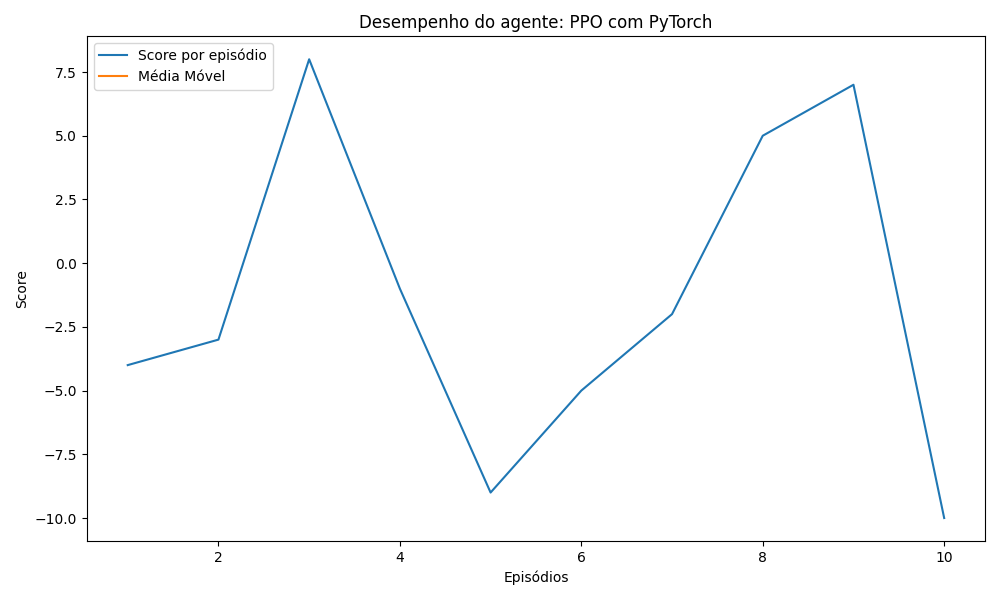 Desempenho do agente: PPO com PyTorch
Score por episódio
Média Móvel
7.5
5.0
2.5
0.0
−2.5
−5.0
−7.5
−10.0
Score
2
4
6
8
10
Episódios